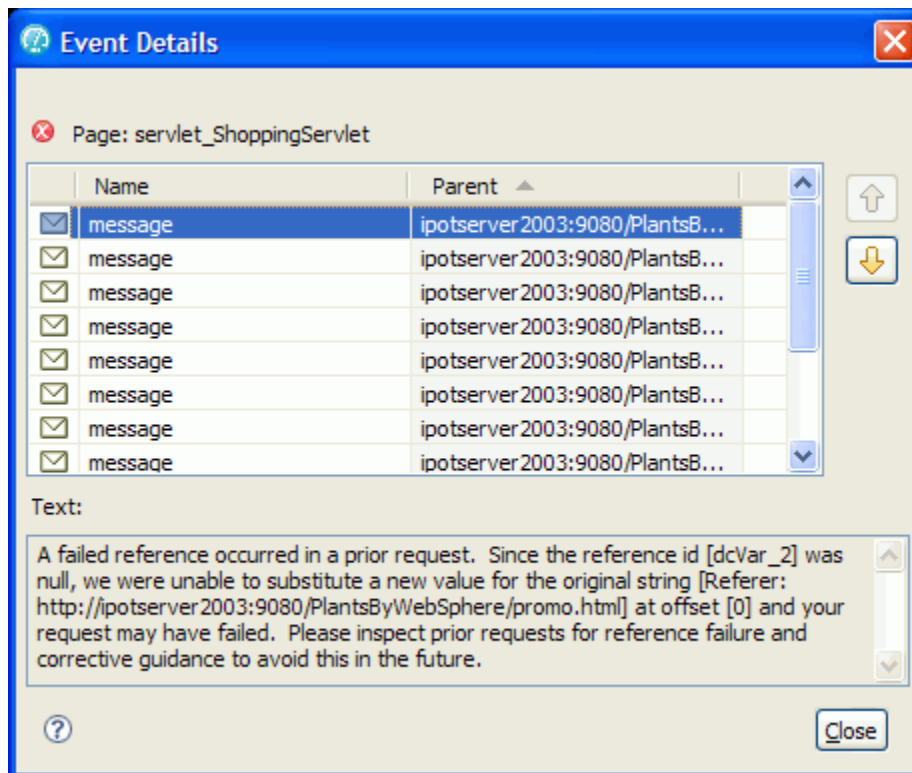 Event Details
Page: servlet_ShoppingServlet
Name Parent
message ipotserver2003:9080/PlantsB...
message ipotserver2003:9080/PlantsB...
message ipotserver2003:9080/PlantsB...
message ipotserver2003:9080/PlantsB...
message ipotserver2003:9080/PlantsB...
message ipotserver2003:9080/PlantsB...
message ipotserver2003:9080/PlantsB...
message ipotserver2003:9080/PlantsB...
Text:
A failed reference occurred in a prior request.  Since the reference id [dcVar_2] was
null, we were unable to substitute a new value for the original string [Referer:
http://ipotserver2003:9080/PlantsByWebSphere/promo.html] at offset [0] and your
request may have failed.  Please inspect prior requests for reference failure and
corrective guidance to avoid this in the future.
Close